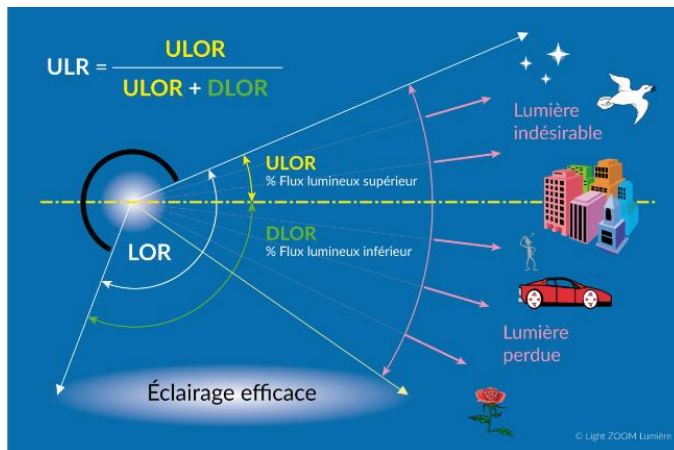 ULR = ULOR
ULOR + DLOR
Lumière
indésirable
ULOR
% Flux lumineux supérieur
DLOR
% Flux lumineux inférieur
LOR
Lumière
perdue
Éclairage efficace
© Light ZOOM Lumière